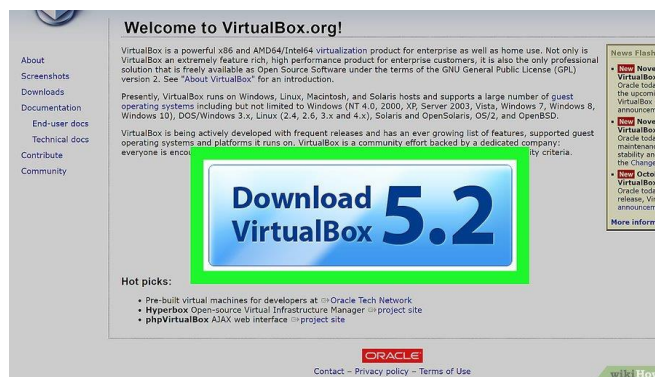 Welcome to VirtualBox.org!
About
Screenshots
Downloads
Documentation
End-user docs
Technical docs
Contribute
Community
VirtualBox is a powerful x86 and AMD64/Intel64 virtualization product for enterprise as well as home use. Not only is
VirtualBox an extremely feature rich, high performance product for enterprise customers, it is also the only professional
solution that is freely available as Open Source Software under the terms of the GNU General Public License (GPL)
version 2. See "About VirtualBox" for an introduction.
Presently, VirtualBox runs on Windows, Linux, Macintosh, and Solaris hosts and supports a large number of guest
operating systems including but not limited to Windows (NT 4.0, 2000, XP, Server 2003, Vista, Windows 7, Windows 8,
Windows 10), DOS/Windows 3.x, Linux (2.4, 2.6, 3.x and 4.x), Solaris and OpenSolaris, OS/2, and OpenBSD.
VirtualBox is being actively developed with frequent releases and has an ever growing list of features, supported guest
operating systems and platforms it runs on. VirtualBox is a community effort backed by a dedicated company:
everyone is encou ity criteria.
Download
VirtualBox 5.2
Hot picks:
• Pre-built virtual machines for developers at Oracle Tech Network
• Hyperbox Open-source Virtual Infrastructure Manager project site
• phpVirtualBox AJAX web interface project site
ORACLE
Contact – Privacy policy – Terms of Use
News Flash
• New Nove
VirtualBo
Oracle toda
the upcomi
VirtualBox
announcem
• New Nove
VirtualBo
Oracle toda
maintenanc
stability an
the Change
• New Octo
VirtualBo
Oracle toda
release, Vir
announcem
More inform
wikiHow